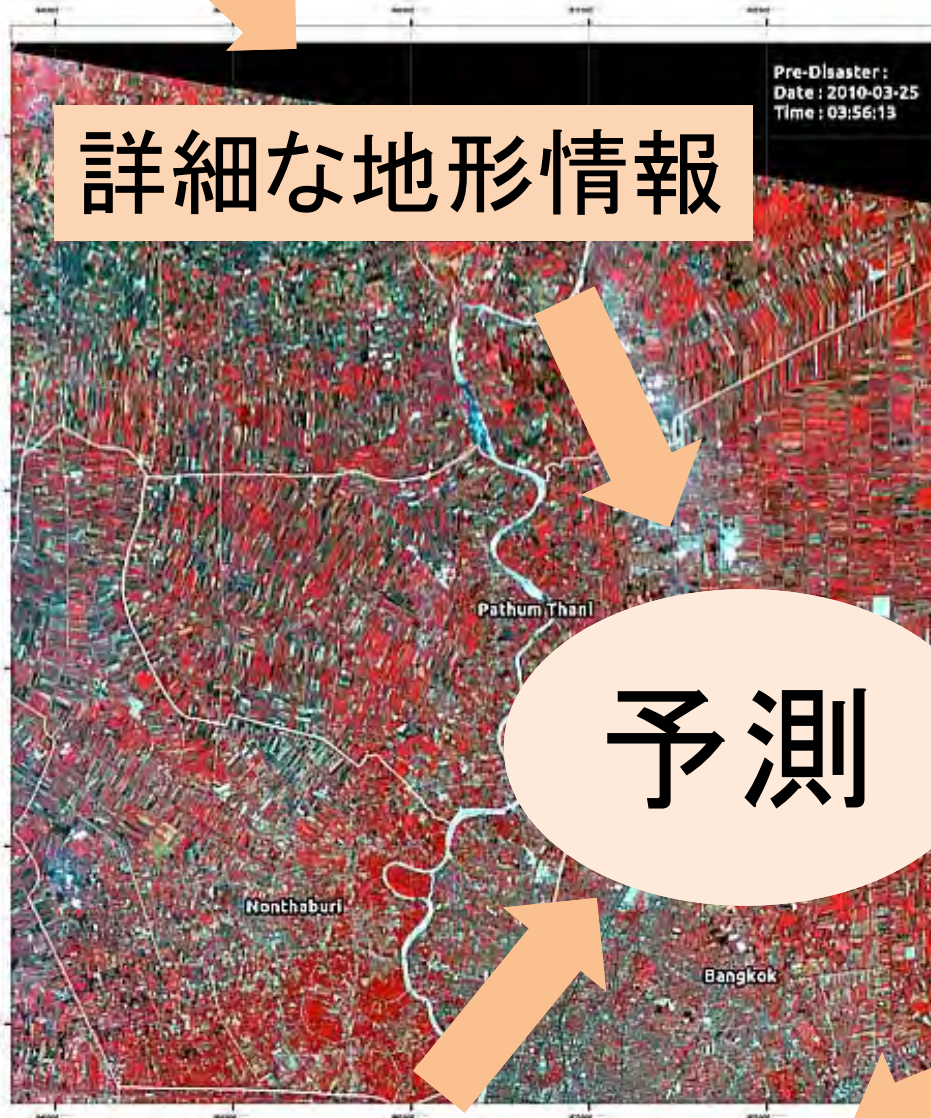 Pre-Disaster :
Date : 2010-03-25
Time : 03:56:13
詳細な地形情報
Pathum Thani
予測
Nonthaburi
Bangkok